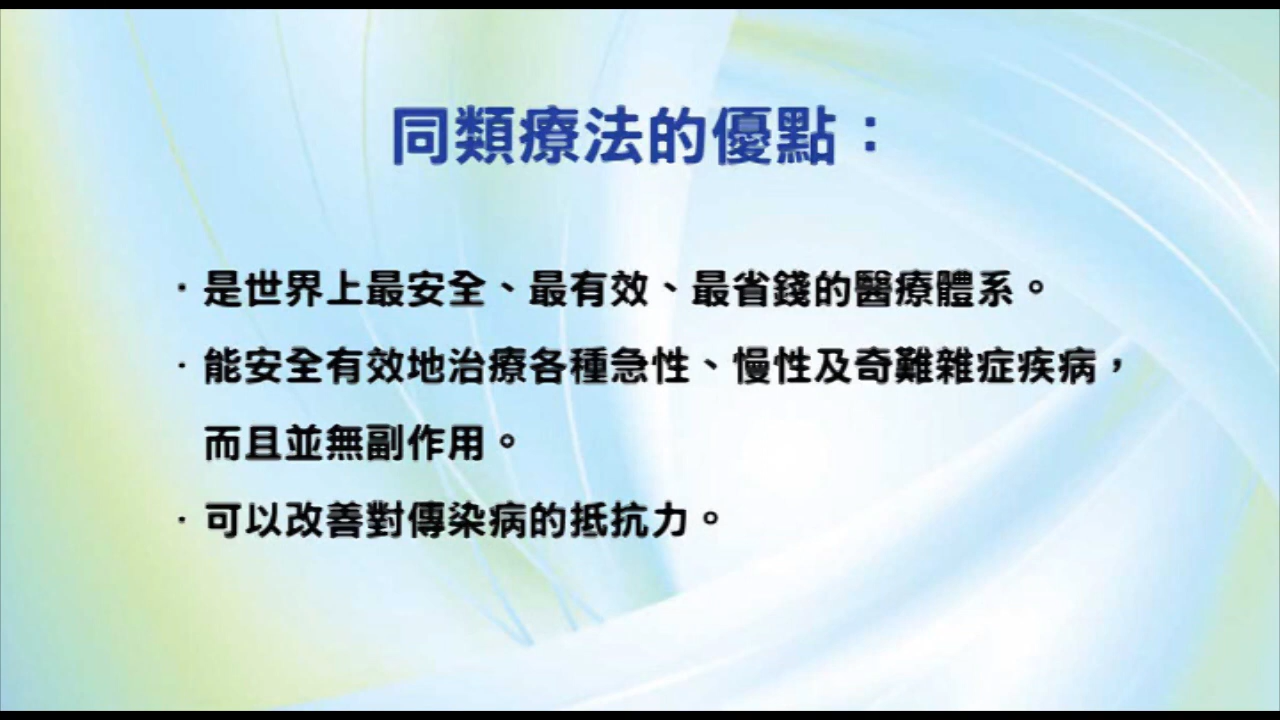 同類療法的優點：
·是世界上最安全、最有效、最省錢的醫療體系。
·能安全有效地治療各種急性、慢性及奇難雜症疾病，
而且並無副作用。
·可以改善對傳染病的抵抗力。